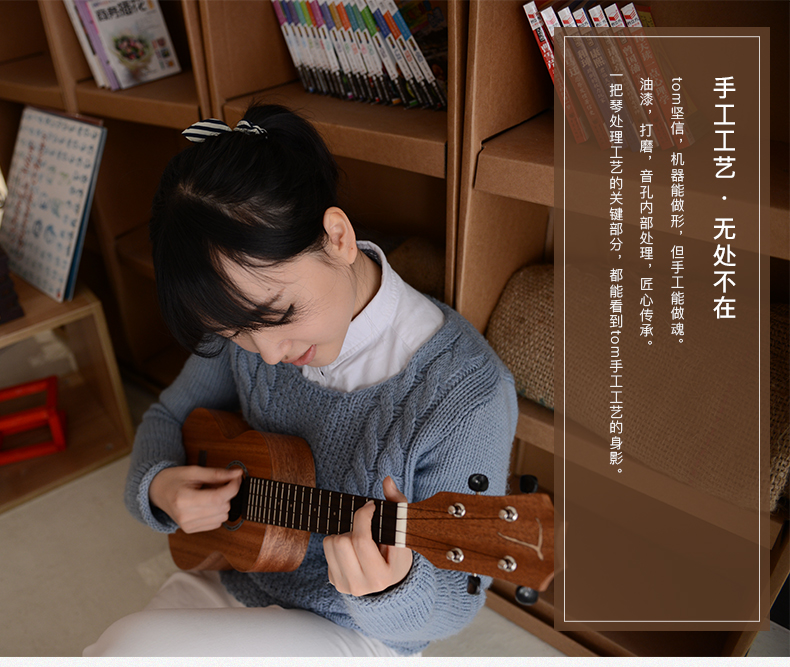 手工工艺 · 无处不在
tom坚信，机器能做形，但手工能做魂。
油漆，打磨，音孔内部处理，匠心传承。
一把琴处理工艺的关键部分，都能看到tom手工工艺的身影。